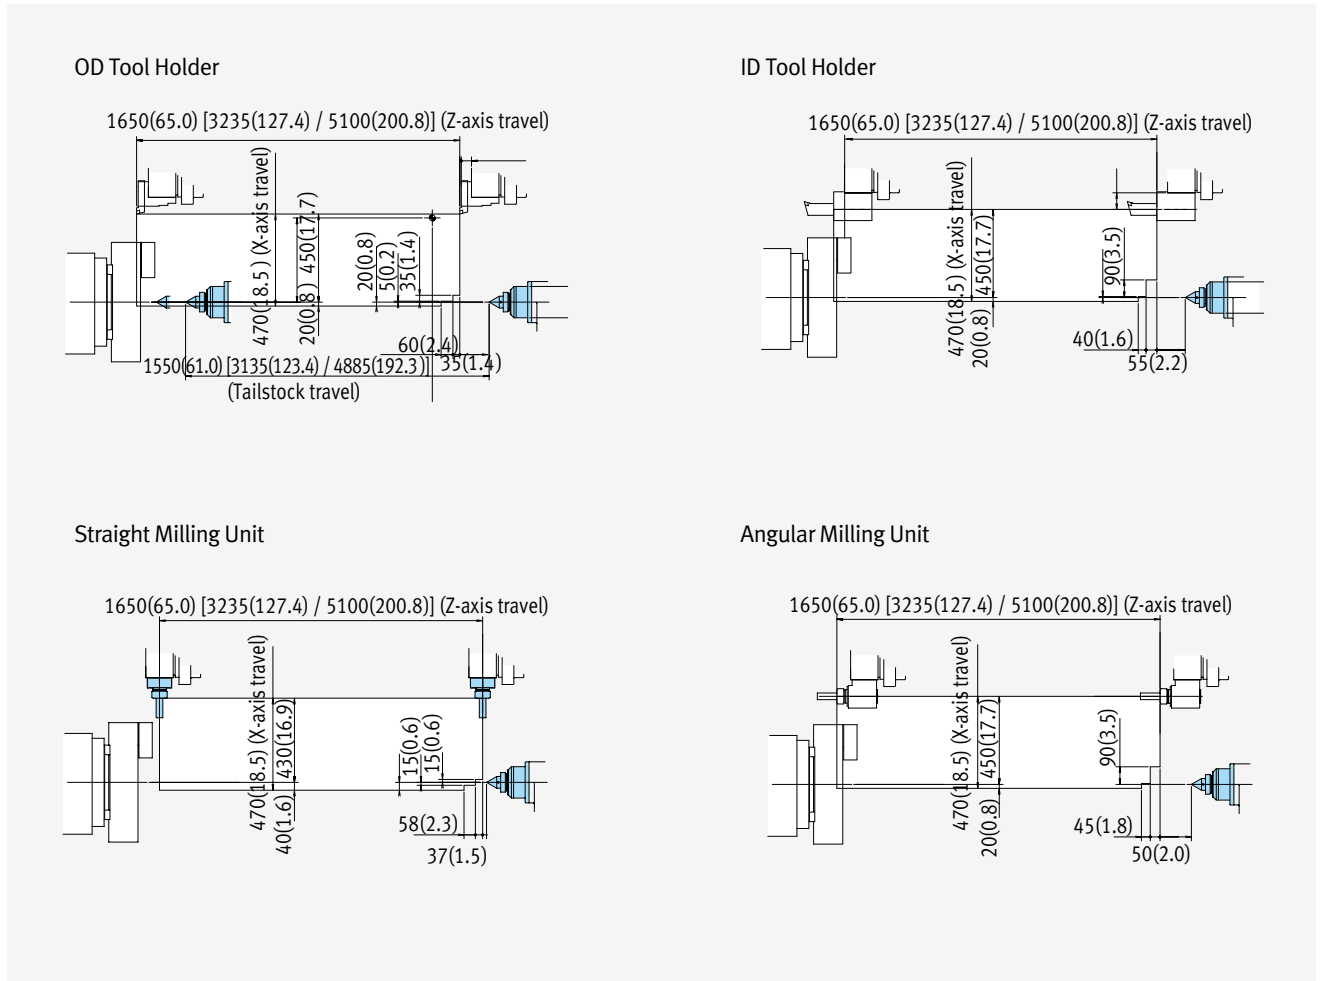 OD Tool Holder
1650(65.0) [3235(127.4) / 5100(200.8)] (Z-axis travel)
470(18.5 ) (X-axis travel)
20(0.8) 450(17.7)
20(0.8)
5(0.2)
35(1.4)
60(2.4)
35(1.4)
1550(61.0) [3135(123.4) / 4885(192.3)]
(Tailstock travel)
ID Tool Holder
1650(65.0) [3235(127.4) / 5100(200.8)] (Z-axis travel)
470(18.5) (X-axis travel)
20(0.8) 450(17.7)
90(3.5)
40(1.6)
55(2.2)
Straight Milling Unit
1650(65.0) [3235(127.4) / 5100(200.8)] (Z-axis travel)
470(18.5) (X-axis travel)
40(1.6) 430(16.9)
15(0.6)
15(0.6)
58(2.3)
37(1.5)
Angular Milling Unit
1650(65.0) [3235(127.4) / 5100(200.8)] (Z-axis travel)
470(18.5) (X-axis travel)
20(0.8) 450(17.7)
90(3.5)
45(1.8)
50(2.0)